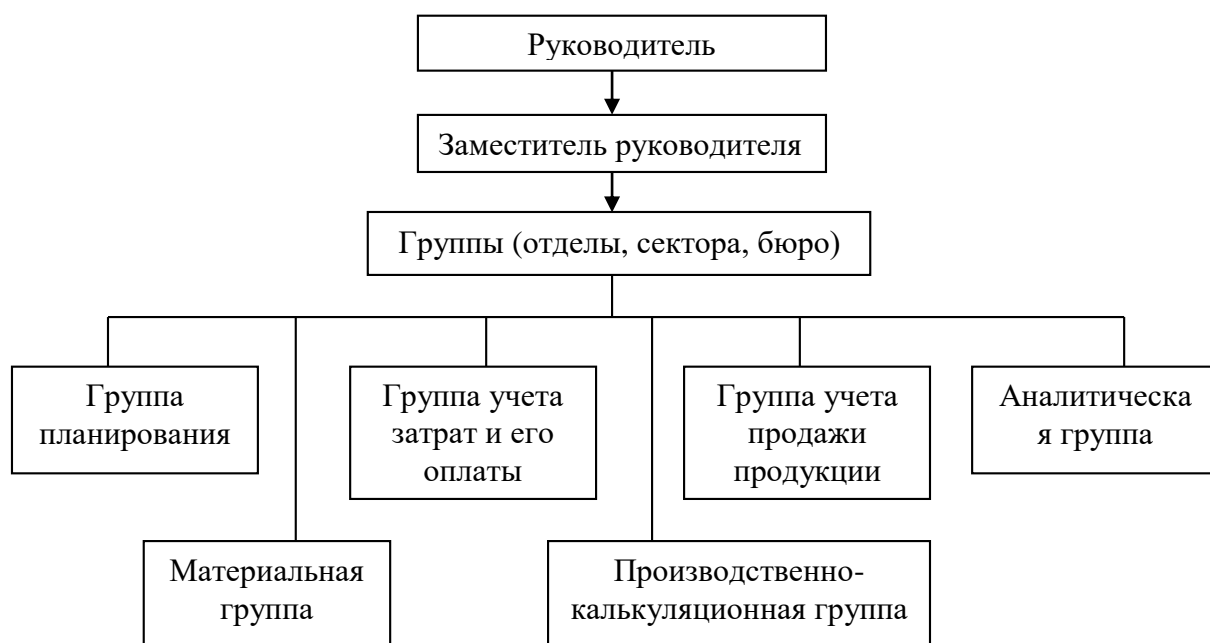 Руководитель
Заместитель руководителя
Группы (отделы, сектора, бюро)
Группа
планирования
Группа учета
затрат и его
оплаты
Группа учета
продажи
продукции
Аналитическа
я группа
Материальная
группа
Производственно-
калькуляционная группа